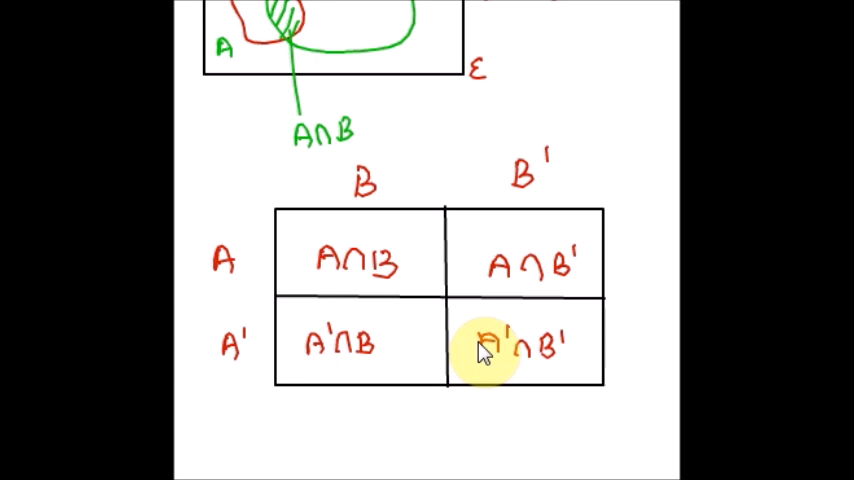 A
ε
A∩B
B B'
A A∩B A∩B'
A' A'∩B A'∩B'